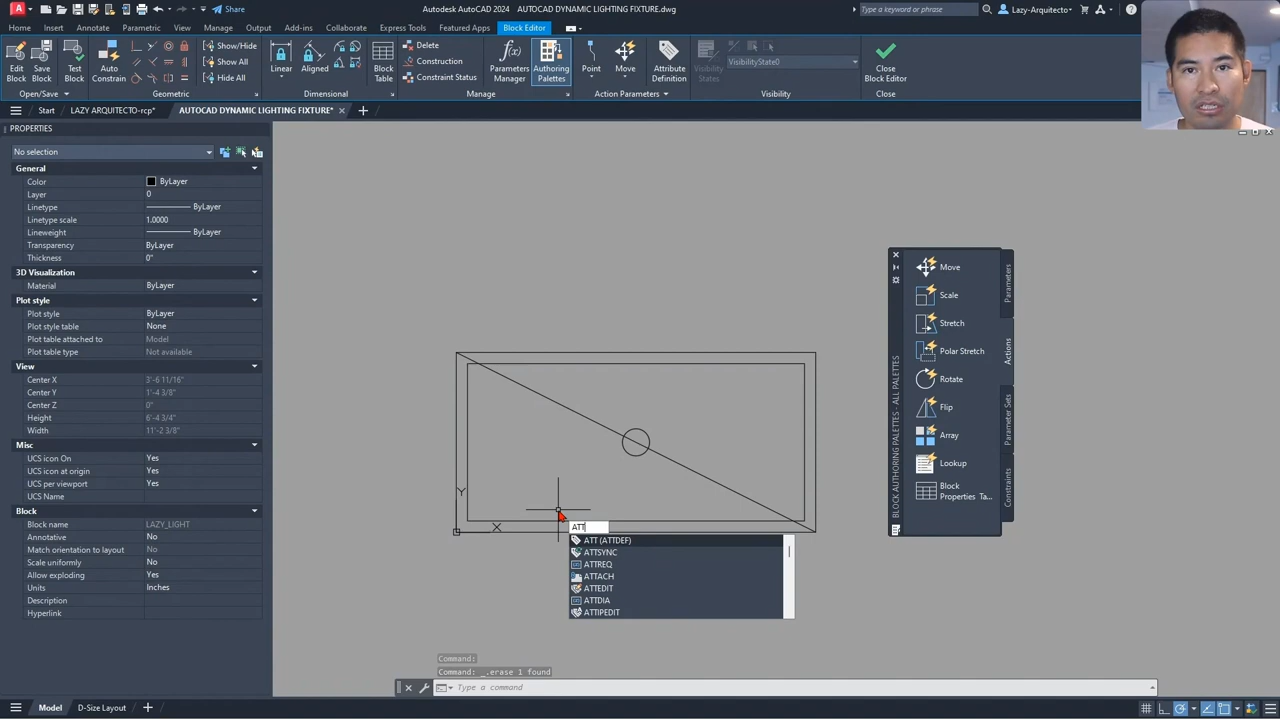 Share
Autodesk AutoCAD 2024 AUTOCAD DYNAMIC LIGHTING FIXTURE.dwg
Type a keyword or phrase
Lazy-Arquitecto
Home Insert Annotate Parametric View Manage Output Add-ins Collaborate Express Tools Featured Apps Block Editor
Edit Block
Save Block
Test Block
Open/Save
Auto Constrain
Show/Hide
Show All
Hide All
Geometric
Linear
Aligned
Dimensional
Block Table
Delete
Construction
Constraint Status
Manage
Parameters Manager
Authoring Palettes
Point
Move
Attribute Definition
Action Parameters
Visibility States
VisibilityState0
Visibility
Close Block Editor
Close
Start LAZY ARQUITECTO-rcp* AUTOCAD DYNAMIC LIGHTING FIXTURE*
PROPERTIES
No selection
General
Color ByLayer
Layer 0
Linetype ByLayer
Linetype scale 1.0000
Lineweight ByLayer
Transparency ByLayer
Thickness 0"
3D Visualization
Material ByLayer
Plot style
Plot style ByLayer
Plot style table None
Plot table attached to Model
Plot table type Not available
View
Center X 3'-6 11/16"
Center Y 1'-4 3/8"
Center Z 0"
Height 6'-4 3/4"
Width 11'-2 3/8"
Misc
UCS icon On Yes
UCS icon at origin Yes
UCS per viewport Yes
UCS Name
Block
Block name LAZY_LIGHT
Annotative No
Match orientation to layout No
Scale uniformly No
Allow exploding Yes
Units Inches
Description
Hyperlink
Y
X
ATT
ATT (ATTDEF)
ATTSYNC
ATTREQ
ATTACH
ATTEDIT
ATTDIA
ATTIPEDIT
Move
Scale
Stretch
Polar Stretch
Rotate
Flip
Array
Lookup
Block Properties Ta...
Parameters
Actions
Parameter Sets
Constraints
BLOCK AUTHORING PALETTES - ALL PALETTES
Command:
Command: _.erase 1 found
Type a command
Model D-Size Layout